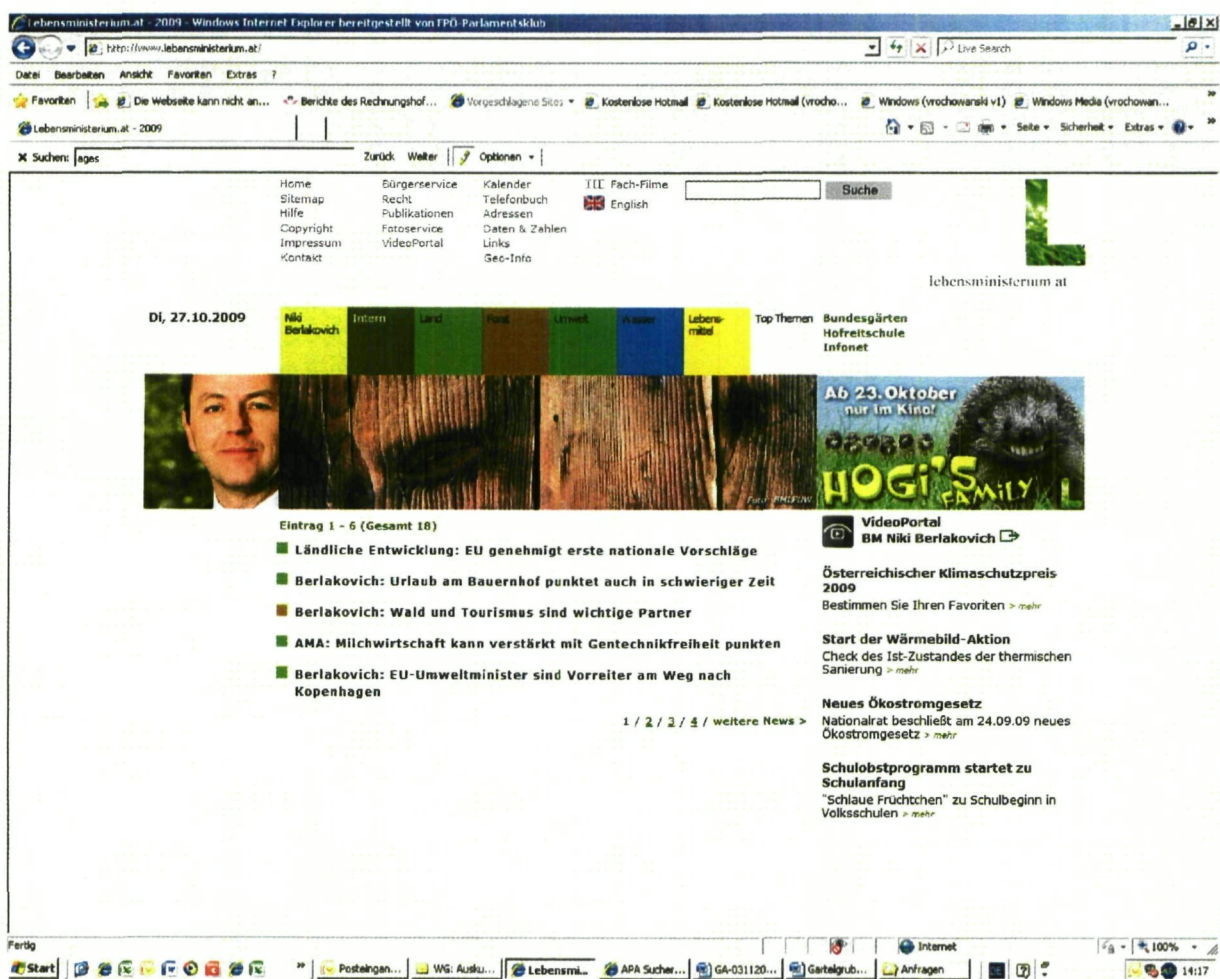 Lebensministerium.at - 2009 - Windows Internet Explorer bereitgestellt von FPÖ-Parlamentsklub
http://www.lebensministerium.at/
Live Search
Datei Bearbeiten Ansicht Favoriten Extras ?
Favoriten Die Webseite kann nicht an... Berichte des Rechnungshof... Vorgeschlagene Sites Kostenlose Hotmail Kostenlose Hotmail (vrocho... Windows (vrochowanski v1) Windows Media (vrochowan...
Lebensministerium.at - 2009
Seite Sicherheit Extras
Suchen: ages Zurück Weiter Optionen
Home Bürgerservice Kalender Fach-Filme Suche
Sitemap Recht Telefonbuch English
Hilfe Publikationen Adressen
Copyright Fotoservice Daten & Zahlen
Impressum VideoPortal Links
Kontakt Geo-Info
lebensministerium at
Di, 27.10.2009
Niki Berlakovich
Intern
Land
Forst
Umwelt
Wasser
Lebens-
mittel
Top Themen
Bundesgärten
Hofreitschule
Infonet
Ab 23. Oktober
nur im Kino!
HOGI'S
FAMILY
L
Foto: BMLFUW
Eintrag 1 - 6 (Gesamt 18)
Ländliche Entwicklung: EU genehmigt erste nationale Vorschläge
Berlakovich: Urlaub am Bauernhof punktet auch in schwieriger Zeit
Berlakovich: Wald und Tourismus sind wichtige Partner
AMA: Milchwirtschaft kann verstärkt mit Gentechnikfreiheit punkten
Berlakovich: EU-Umweltminister sind Vorreiter am Weg nach
Kopenhagen
1 / 2 / 3 / 4 / weitere News >
VideoPortal
BM Niki Berlakovich
Österreichischer Klimaschutzpreis
2009
Bestimmen Sie Ihren Favoriten > mehr
Start der Wärmebild-Aktion
Check des Ist-Zustandes der thermischen
Sanierung > mehr
Neues Ökostromgesetz
Nationalrat beschließt am 24.09.09 neues
Ökostromgesetz > mehr
Schulobstprogramm startet zu
Schulanfang
"Schlaue Früchtchen" zu Schulbeginn in
Volksschulen > mehr
Fertig Internet 100%
Start Posteingan... WG: Ausku... Lebensmi... APA Sucher... GA-031120... Gartelgrub... Anfragen 14:17